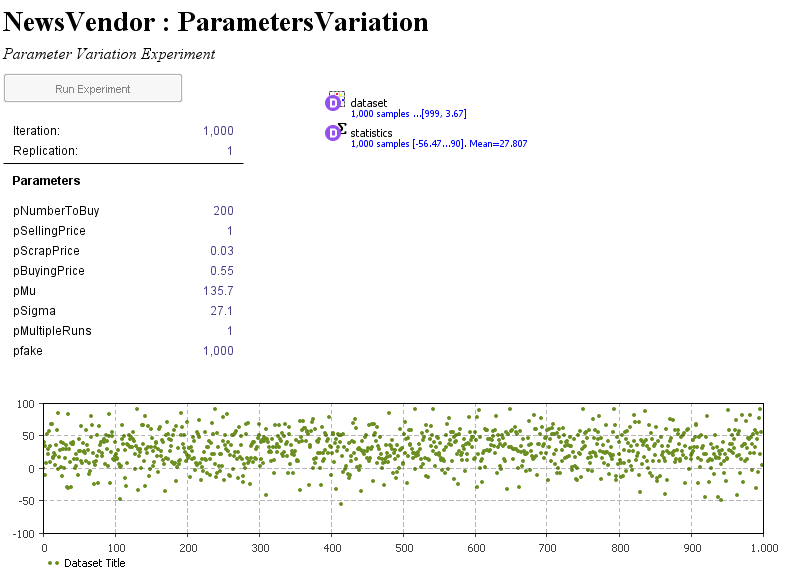 NewsVendor : ParametersVariation
Parameter Variation Experiment
Run Experiment
D dataset
1,000 samples ...[999, 3.67]
D Σ statistics
1,000 samples [-56.47...90]. Mean=27.807
Iteration: 1,000
Replication: 1
Parameters
pNumberToBuy 200
pSellingPrice 1
pScrapPrice 0.03
pBuyingPrice 0.55
pMu 135.7
pSigma 27.1
pMultipleRuns 1
pfake 1,000
100
50
0
-50
-100
0 100 200 300 400 500 600 700 800 900 1.000
Dataset Title